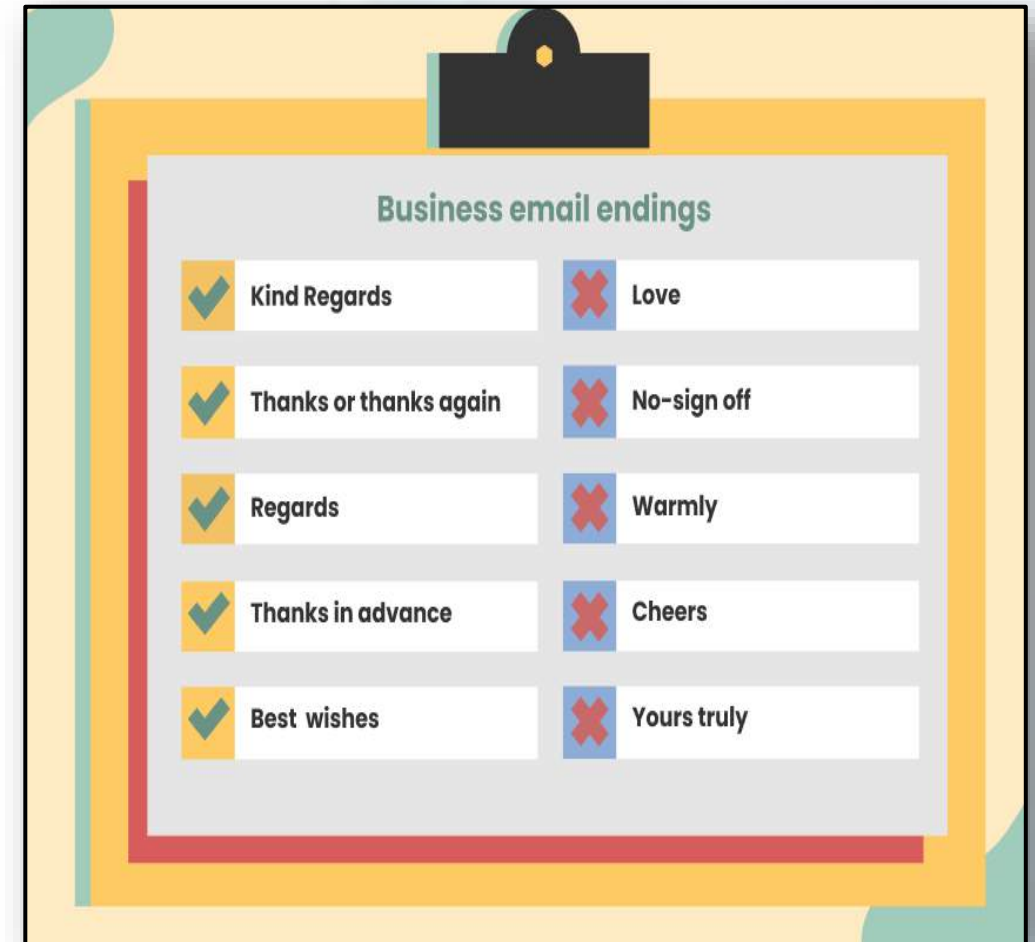 Business email endings
Kind Regards
Love
Thanks or thanks again
No-sign off
Regards
Warmly
Thanks in advance
Cheers
Best wishes
Yours truly